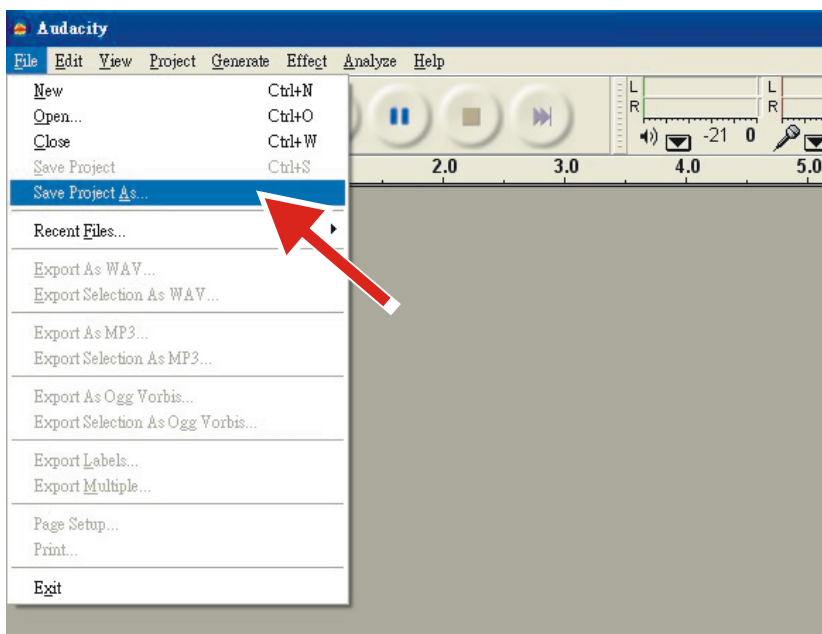 Audacity
File Edit View Project Generate Effect Analyze Help
New Ctrl+N
Open... Ctrl+O
Close Ctrl+W
Save Project Ctrl+S
Save Project As...
Recent Files...
Export As WAV...
Export Selection As WAV...
Export As MP3...
Export Selection As MP3...
Export As Ogg Vorbis...
Export Selection As Ogg Vorbis...
Export Labels...
Export Multiple...
Page Setup...
Print...
Exit
L L
R R
-21 0
2.0 3.0 4.0 5.0